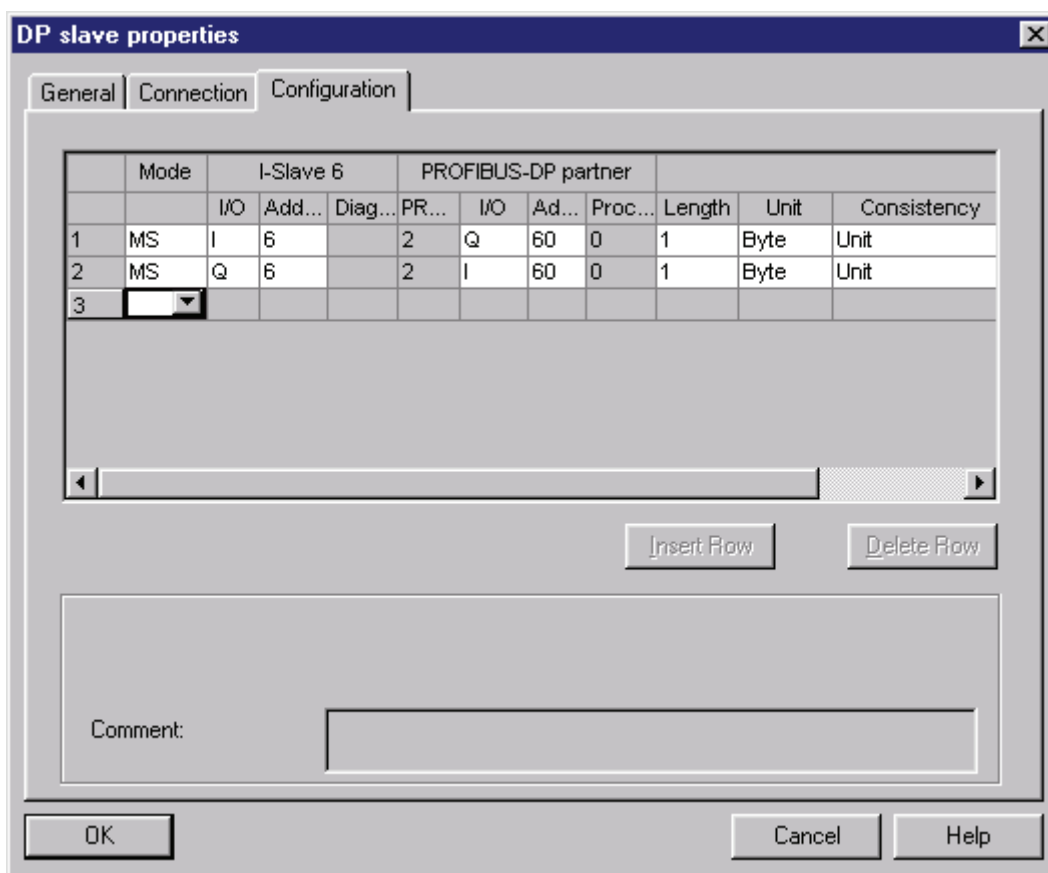 DP slave properties
General Connection Configuration
Mode I-Slave 6 PROFIBUS-DP partner
I/O Add... Diag... PR... I/O Ad... Proc... Length Unit Consistency
1 MS I 6 2 Q 60 0 1 Byte Unit
2 MS Q 6 2 I 60 0 1 Byte Unit
3
Insert Row Delete Row
Comment:
OK Cancel Help